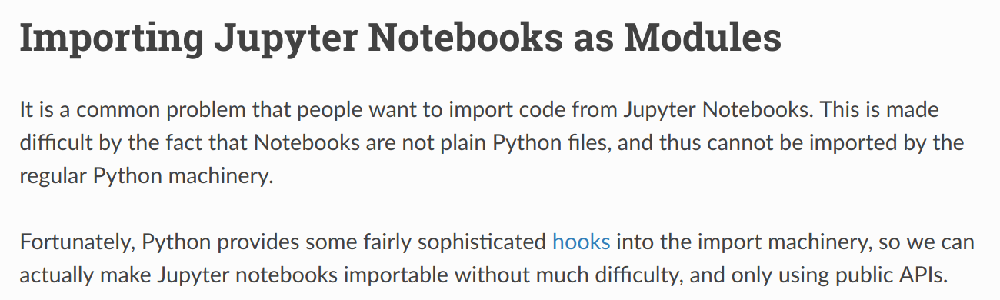 Importing Jupyter Notebooks as Modules
It is a common problem that people want to import code from Jupyter Notebooks. This is made
difficult by the fact that Notebooks are not plain Python files, and thus cannot be imported by the
regular Python machinery.
Fortunately, Python provides some fairly sophisticated hooks into the import machinery, so we can
actually make Jupyter notebooks importable without much difficulty, and only using public APIs.